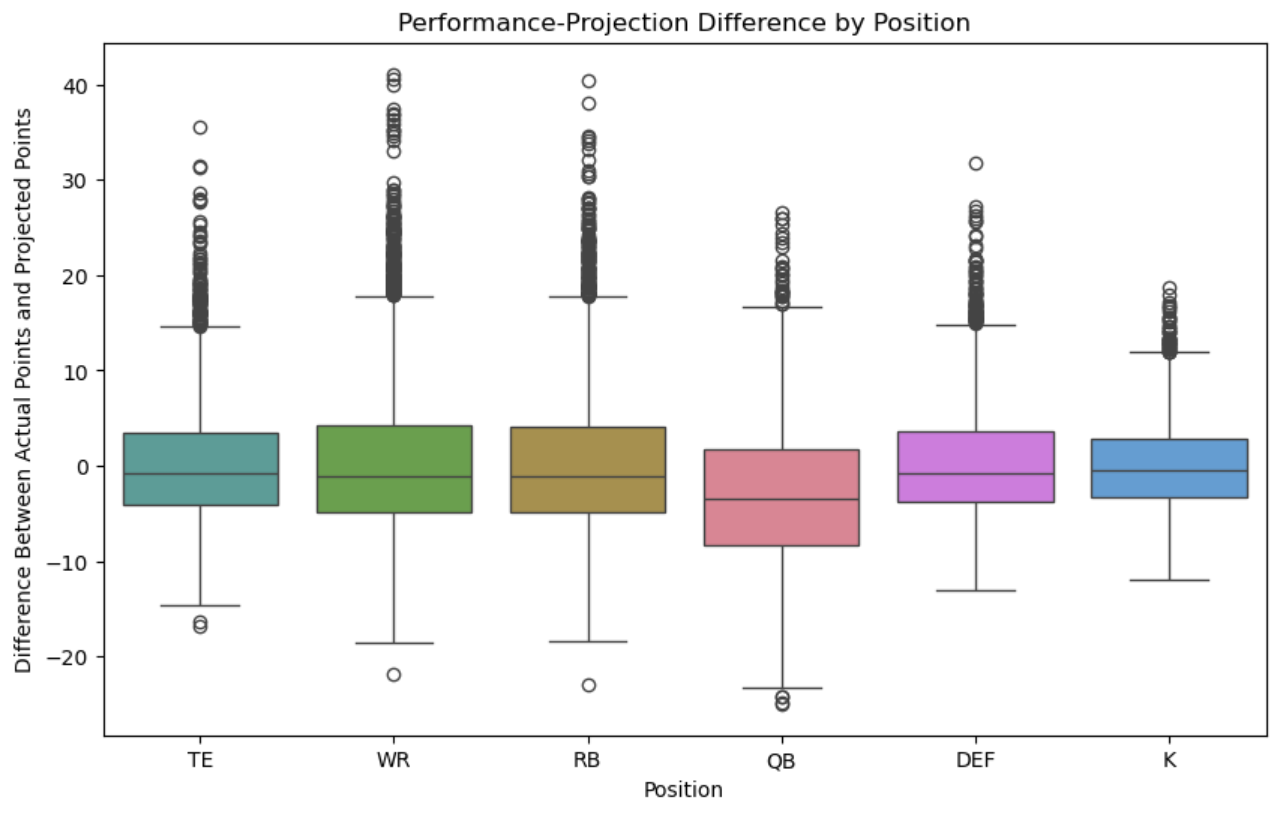 Performance-Projection Difference by Position
Difference Between Actual Points and Projected Points
40
30
20
10
0
−10
−20
TE WR RB QB DEF K
Position